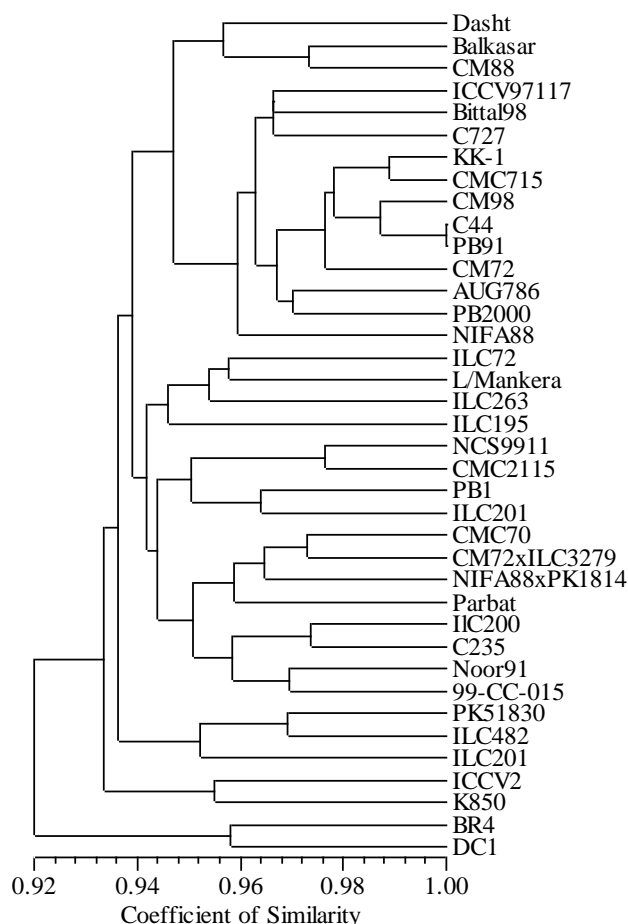 Dasht
Balkasar
CM88
ICCV97117
Bittal98
C727
KK-1
CMC715
CM98
C44
PB91
CM72
AUG786
PB2000
NIFA88
ILC72
L/Mankera
ILC263
ILC195
NCS9911
CMC2115
PB1
ILC201
CMC70
CM72xILC3279
NIFA88xPK1814
Parbat
IlC200
C235
Noor91
99-CC-015
PK51830
ILC482
ILC201
ICCV2
K850
BR4
DC1
0.92 0.94 0.96 0.98 1.00
Coefficient of Similarity